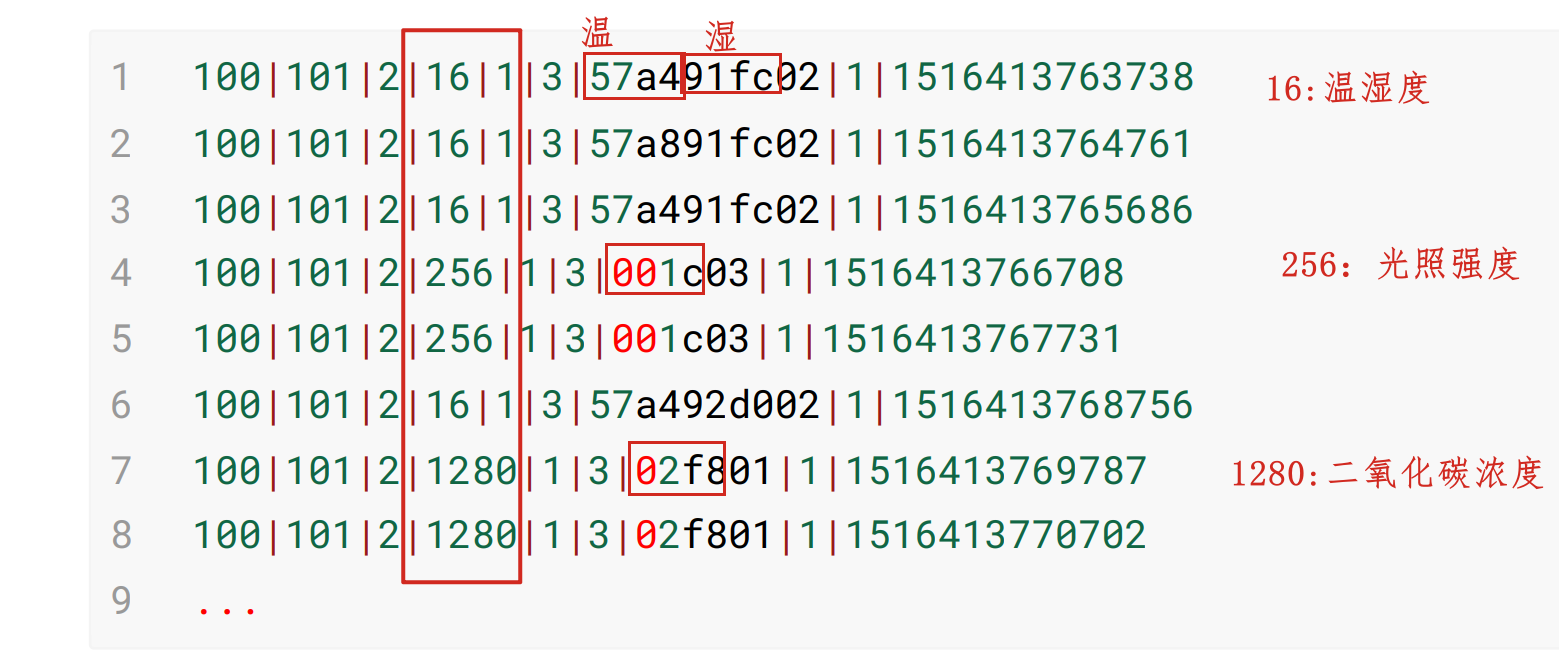 温 湿
1 100|101|2|16|1|3|57a491fc02|1|1516413763738 16:温湿度
2 100|101|2|16|1|3|57a891fc02|1|1516413764761
3 100|101|2|16|1|3|57a491fc02|1|1516413765686
4 100|101|2|256|1|3|001c03|1|1516413766708 256：光照强度
5 100|101|2|256|1|3|001c03|1|1516413767731
6 100|101|2|16|1|3|57a492d002|1|1516413768756
7 100|101|2|1280|1|3|02f801|1|1516413769787 1280:二氧化碳浓度
8 100|101|2|1280|1|3|02f801|1|1516413770702
9 ...